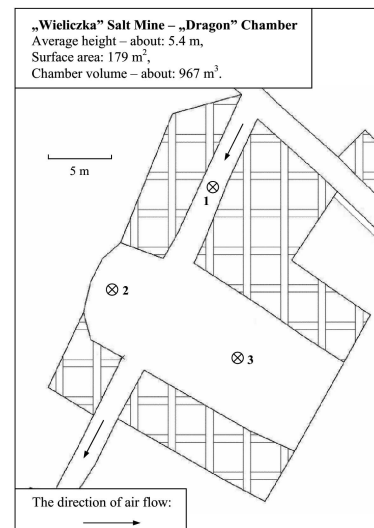 „Wieliczka” Salt Mine – „Dragon” Chamber
Average height – about: 5.4 m,
Surface area: 179 m²,
Chamber volume – about: 967 m³.
5 m
1
2
3
The direction of air flow: